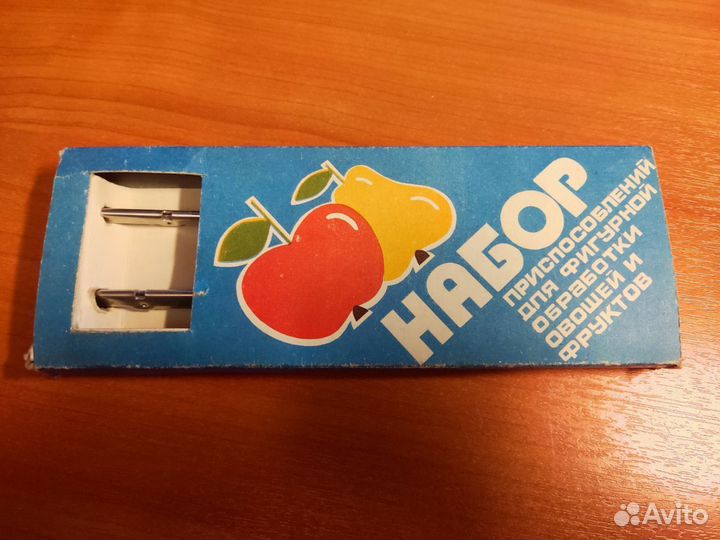 НАБОР
ПРИСПОСОБЛЕНИЙ
ДЛЯ ФИГУРНОЙ
ОБРАБОТКИ
ОВОЩЕЙ И
ФРУКТОВ
Avito